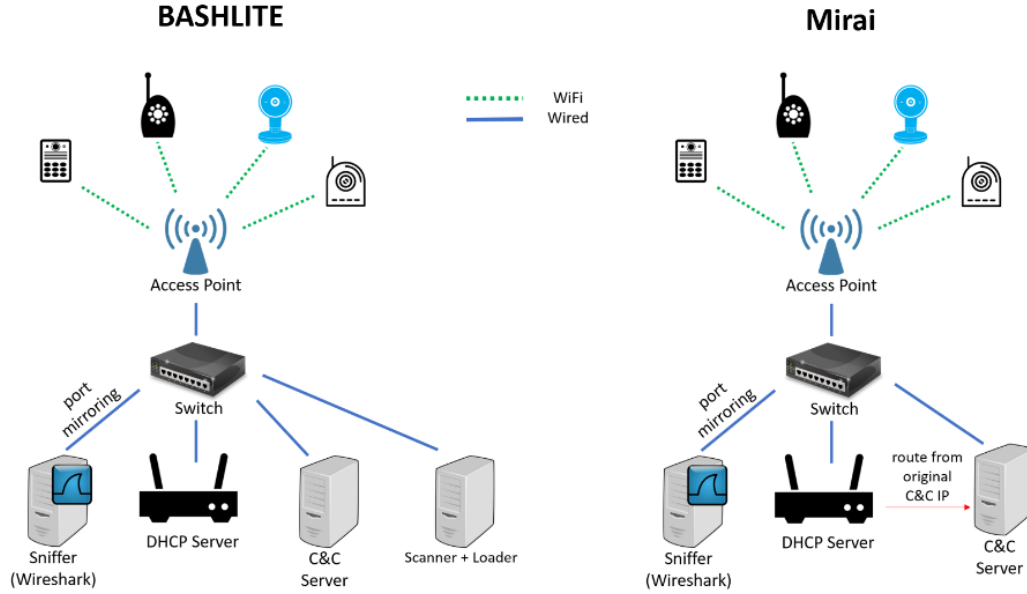 BASHLITE
Mirai
WiFi
Wired
Access Point
Access Point
port
mirroring
Switch
port
mirroring
Switch
route from
original
C&C IP
Sniffer
(Wireshark)
DHCP Server
C&C
Server
Scanner + Loader
Sniffer
(Wireshark)
DHCP Server
C&C
Server